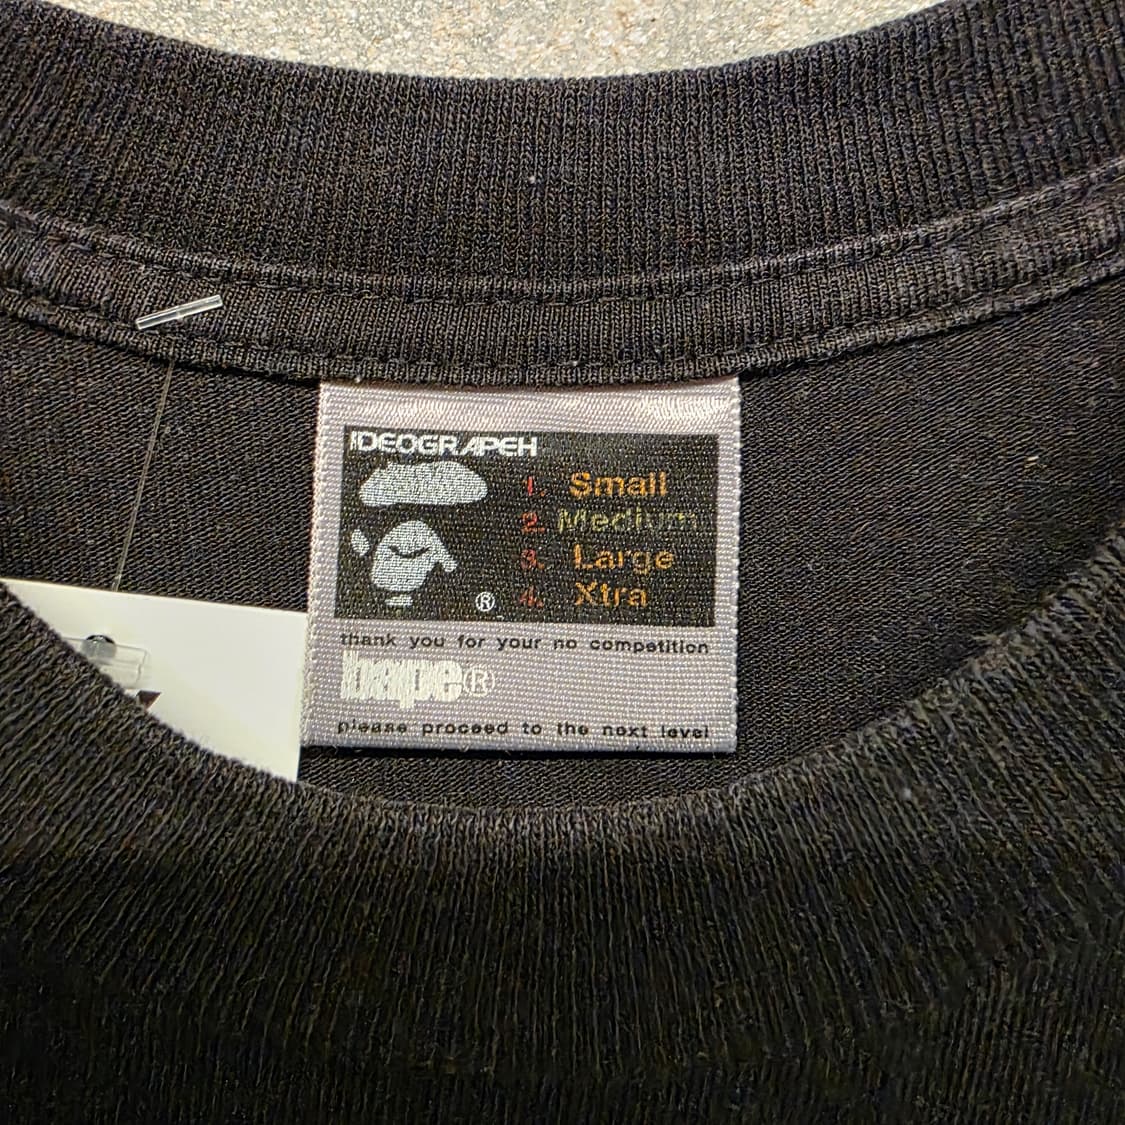 IDEOGRAPEH
1. Small
2. Medium
3. Large
4. Xtra
®
thank you for your no competition
bape®
please proceed to the next level